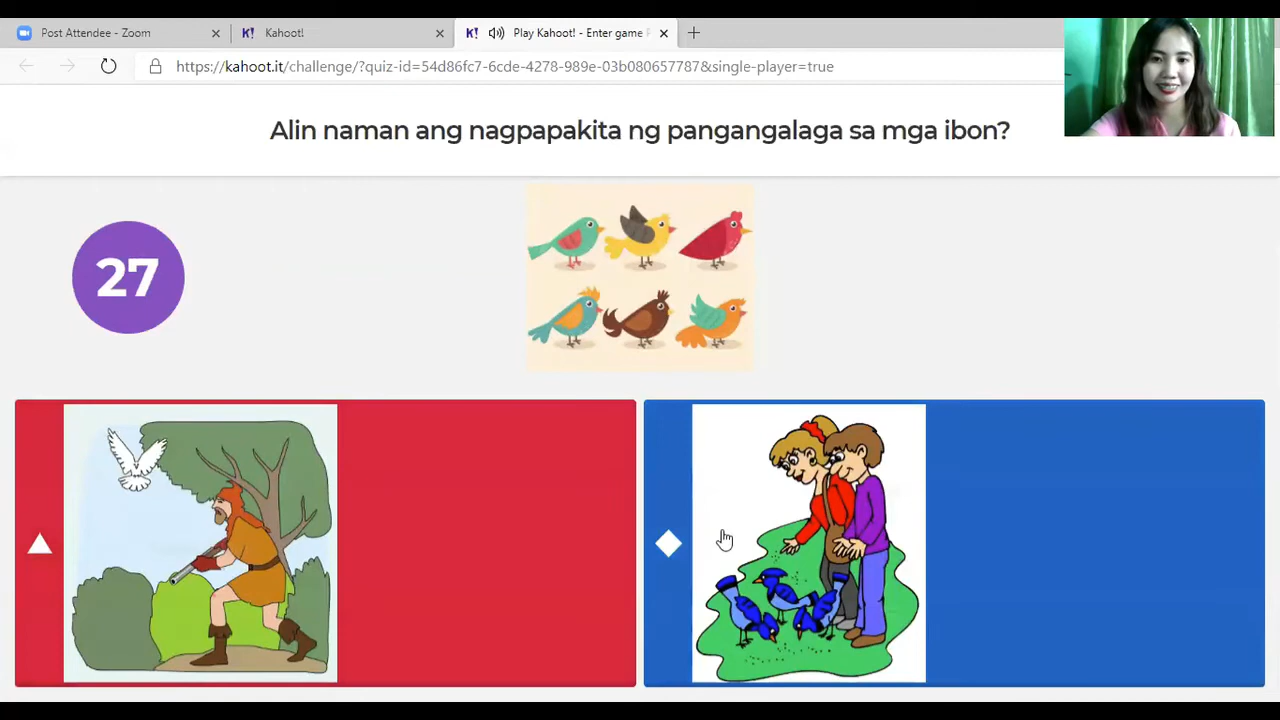 Post Attendee - Zoom
Kahoot!
Play Kahoot! - Enter game
https://kahoot.it/challenge/?quiz-id=54d86fc7-6cde-4278-989e-03b080657787&single-player=true
Alin naman ang nagpapakita ng pangangalaga sa mga ibon?
27